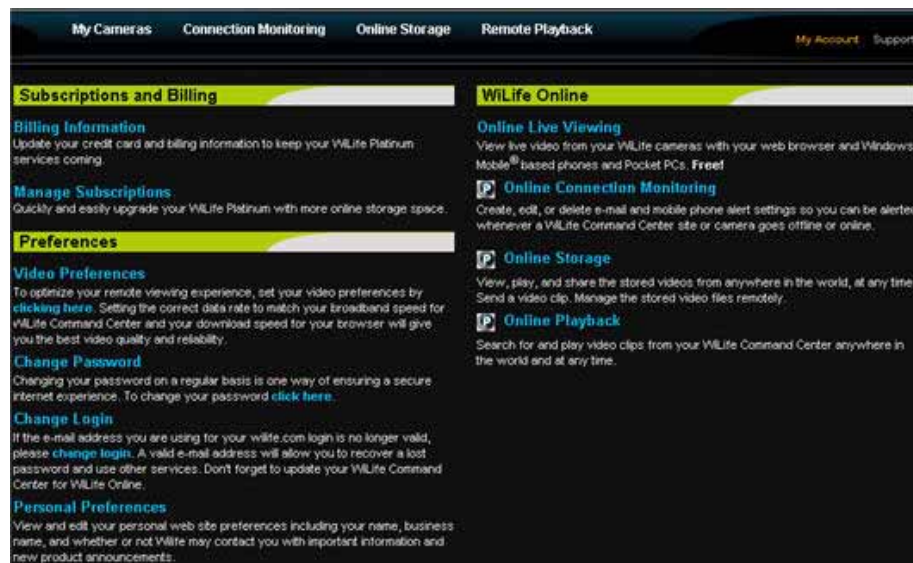 My Cameras Connection Monitoring Online Storage Remote Playback
My Account Support
Subscriptions and Billing
Billing Information
Update your credit card and billing information to keep your WiLife Platinum
services coming.
Manage Subscriptions
Quickly and easily upgrade your WiLife Platinum with more online storage space.
Preferences
Video Preferences
To optimize your remote viewing experience, set your video preferences by
clicking here. Setting the correct data rate to match your broadband speed for
WiLife Command Center and your download speed for your browser will give
you the best video quality and reliability.
Change Password
Changing your password on a regular basis is one way of ensuring a secure
internet experience. To change your password click here.
Change Login
If the e-mail address you are using for your wilife.com login is no longer valid,
please change login. A valid e-mail address will allow you to recover a lost
password and use other services. Don't forget to update your WiLife Command
Center for WiLife Online.
Personal Preferences
View and edit your personal web site preferences including your name, business
name, and whether or not Wilife may contact you with important information and
new product announcements.
WiLife Online
Online Live Viewing
View live video from your WiLife cameras with your web browser and Windows
Mobile® based phones and Pocket PCs. Free!
P Online Connection Monitoring
Create, edit, or delete e-mail and mobile phone alert settings so you can be alerte
whenever a WiLife Command Center site or camera goes offline or online.
P Online Storage
View, play, and share the stored videos from anywhere in the world, at any time
Send a video clip. Manage the stored video files remotely.
P Online Playback
Search for and play video clips from your WiLife Command Center anywhere in
the world and at any time.